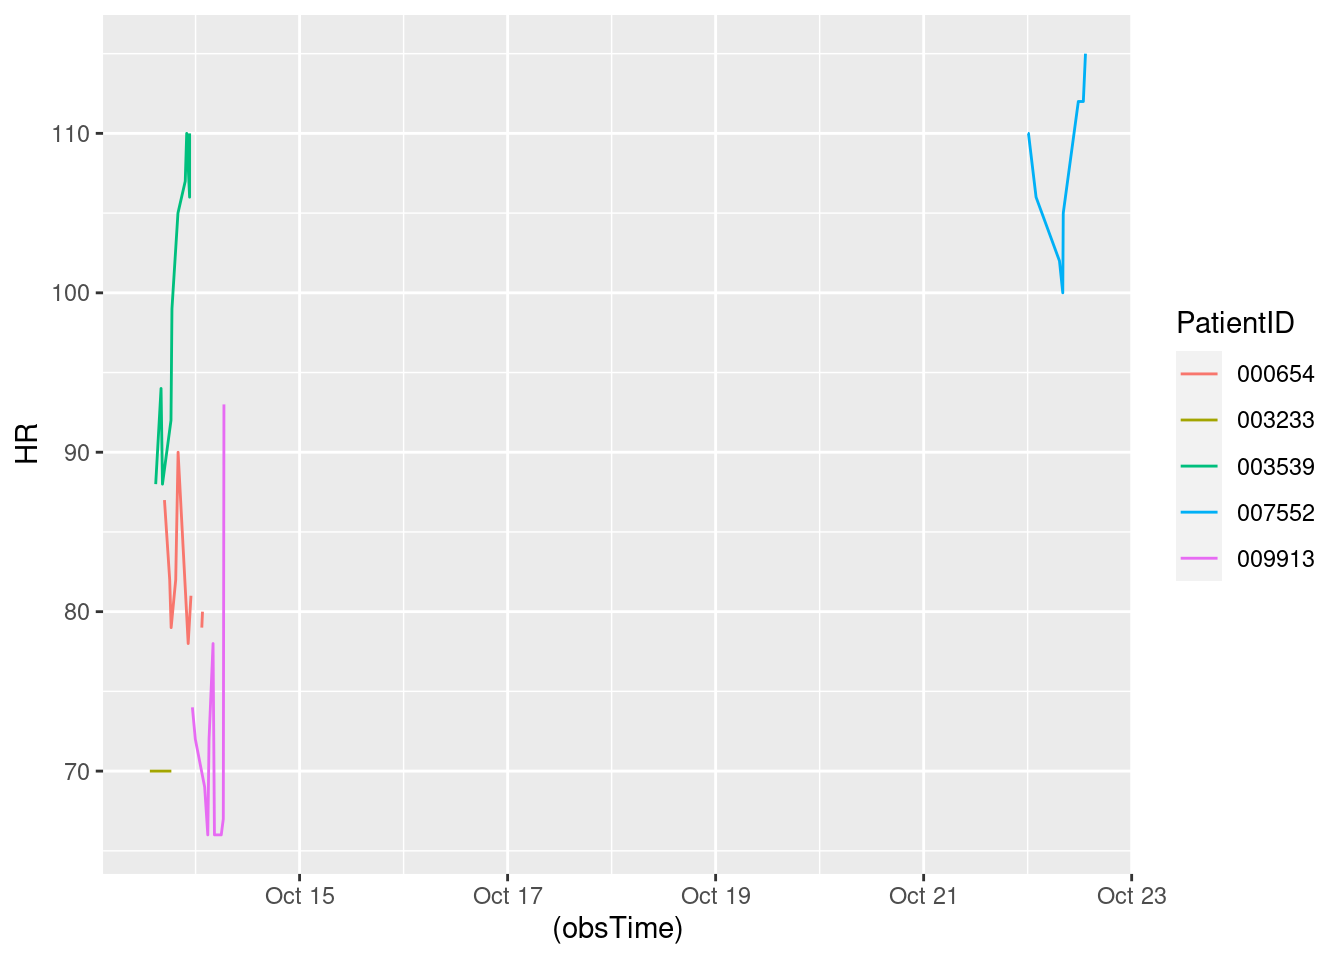 110
100
90
80
70
HR
Oct 15
Oct 17
Oct 19
Oct 21
Oct 23
(obsTime)
PatientID
000654
003233
003539
007552
009913